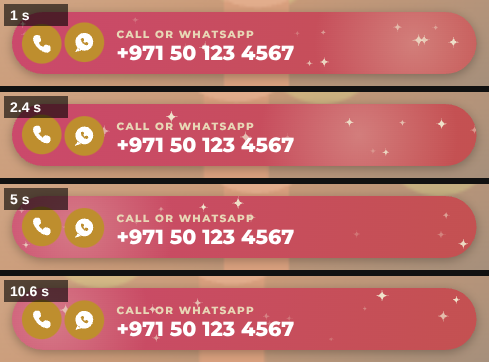 1 s
CALL OR WHATSAPP
+971 50 123 4567
2.4 s
CALL OR WHATSAPP
+971 50 123 4567
5 s
CALL OR WHATSAPP
+971 50 123 4567
10.6 s
CALL OR WHATSAPP
+971 50 123 4567